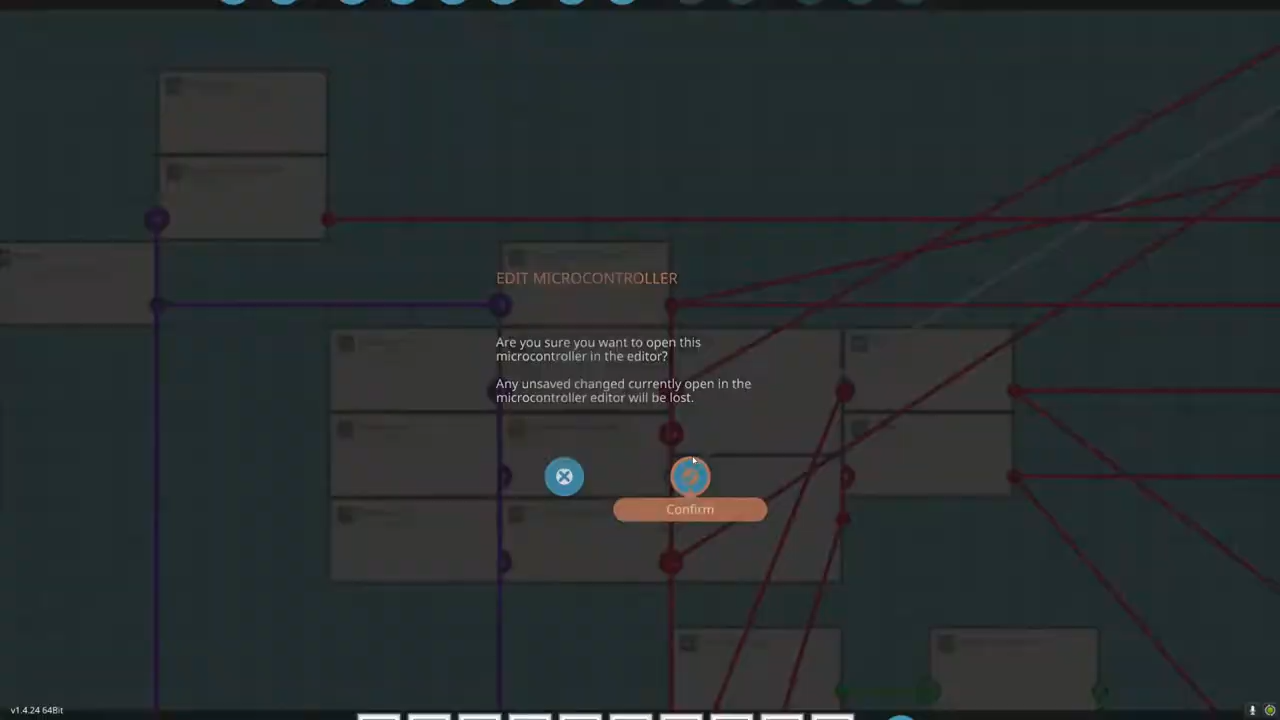 EDIT MICROCONTROLLER
Are you sure you want to open this
microcontroller in the editor?
Any unsaved changed currently open in the
microcontroller editor will be lost.
Confirm
v1.4.24 64Bit